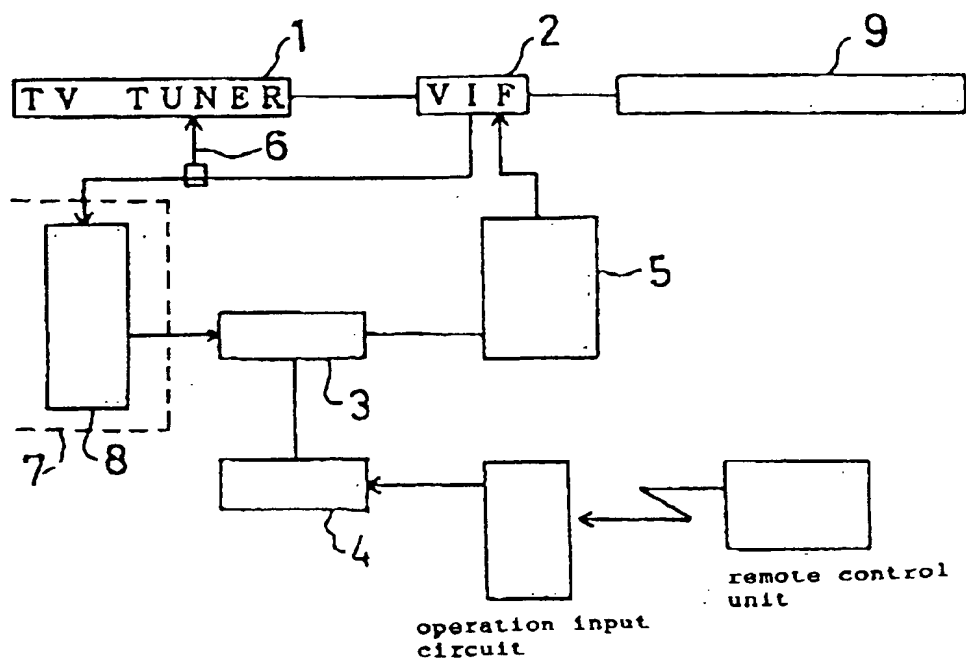 1
2
9
TV TUNER
VIF
6
5
3
7
8
4
remote control
unit
operation input
circuit